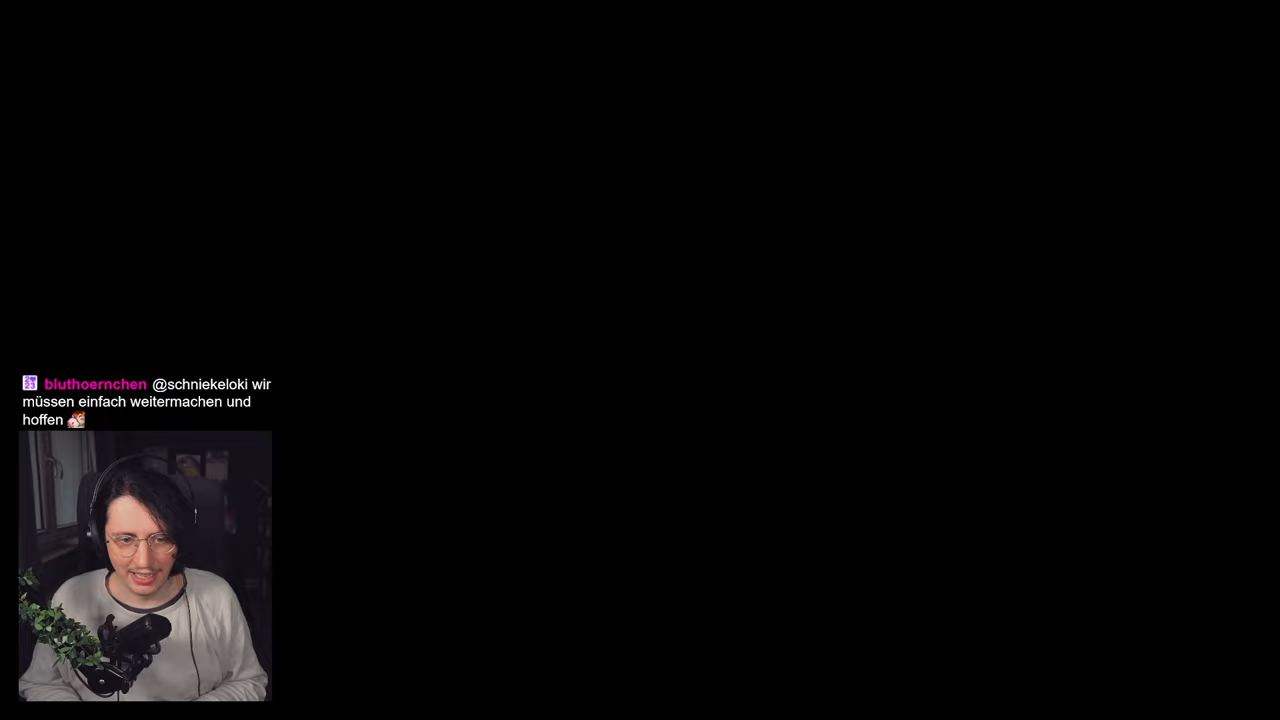 bluthoernchen @schniekeloki wir
müssen einfach weitermachen und
hoffen